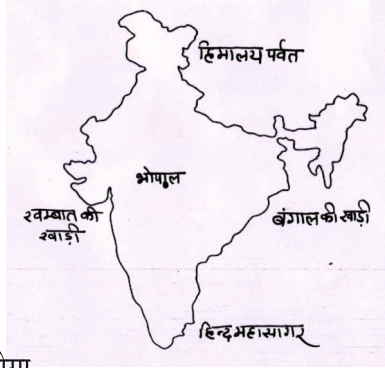 हिमालय पर्वत
भोपाल
खम्बात की
खाड़ी
बंगाल की खाड़ी
हिन्द महासागर